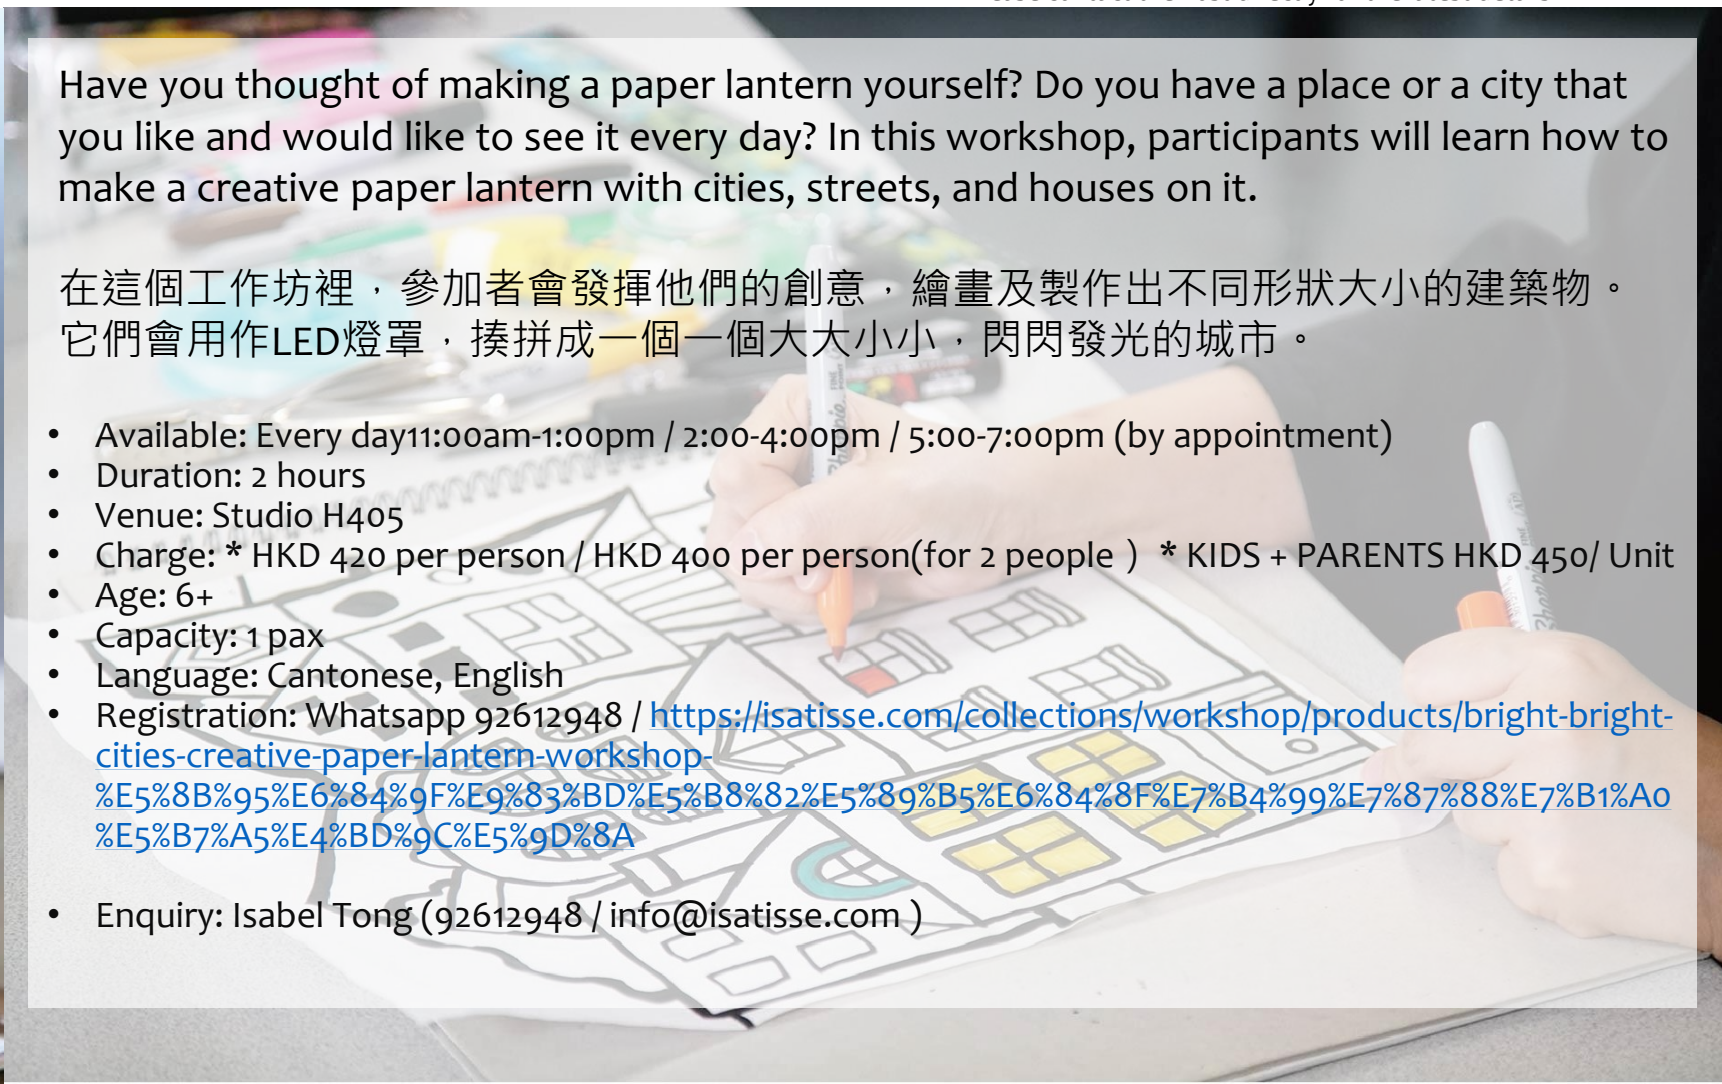 Have you thought of making a paper lantern yourself? Do you have a place or a city that
you like and would like to see it every day? In this workshop, participants will learn how to
make a creative paper lantern with cities, streets, and houses on it.
在這個工作坊裡，參加者會發揮他們的創意，繪畫及製作出不同形狀大小的建築物。
它們會用作LED燈罩，揍拼成一個一個大大小小，閃閃發光的城市。
• Available: Every day11:00am-1:00pm / 2:00-4:00pm / 5:00-7:00pm (by appointment)
• Duration: 2 hours
• Venue: Studio H405
• Charge: * HKD 420 per person / HKD 400 per person(for 2 people ) * KIDS + PARENTS HKD 450/ Unit
• Age: 6+
• Capacity: 1 pax
• Language: Cantonese, English
• Registration: Whatsapp 92612948 / https://isatisse.com/collections/workshop/products/bright-bright-
cities-creative-paper-lantern-workshop-
%E5%8B%95%E6%84%9F%E9%83%BD%E5%B8%82%E5%89%B5%E6%84%8F%E7%B4%99%E7%87%88%E7%B1%A0
%E5%B7%A5%E4%BD%9C%E5%9D%8A
• Enquiry: Isabel Tong (92612948 / info@isatisse.com )